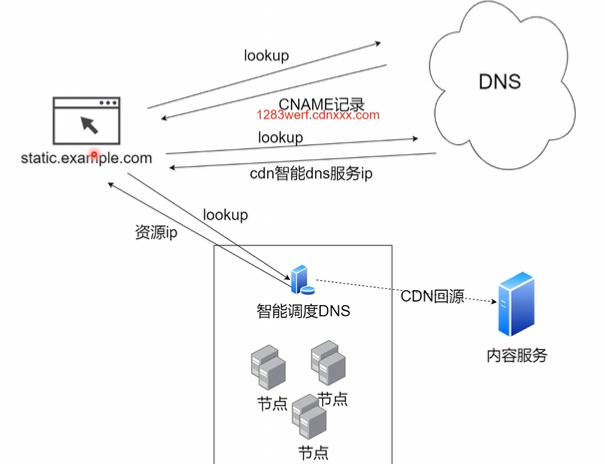 lookup
DNS
CNAME记录
1283werf.cdnxxx.com
lookup
static.example.com
cdn智能dns服务ip
lookup
资源ip
CDN回源
智能调度DNS
内容服务
节点
节点
节点